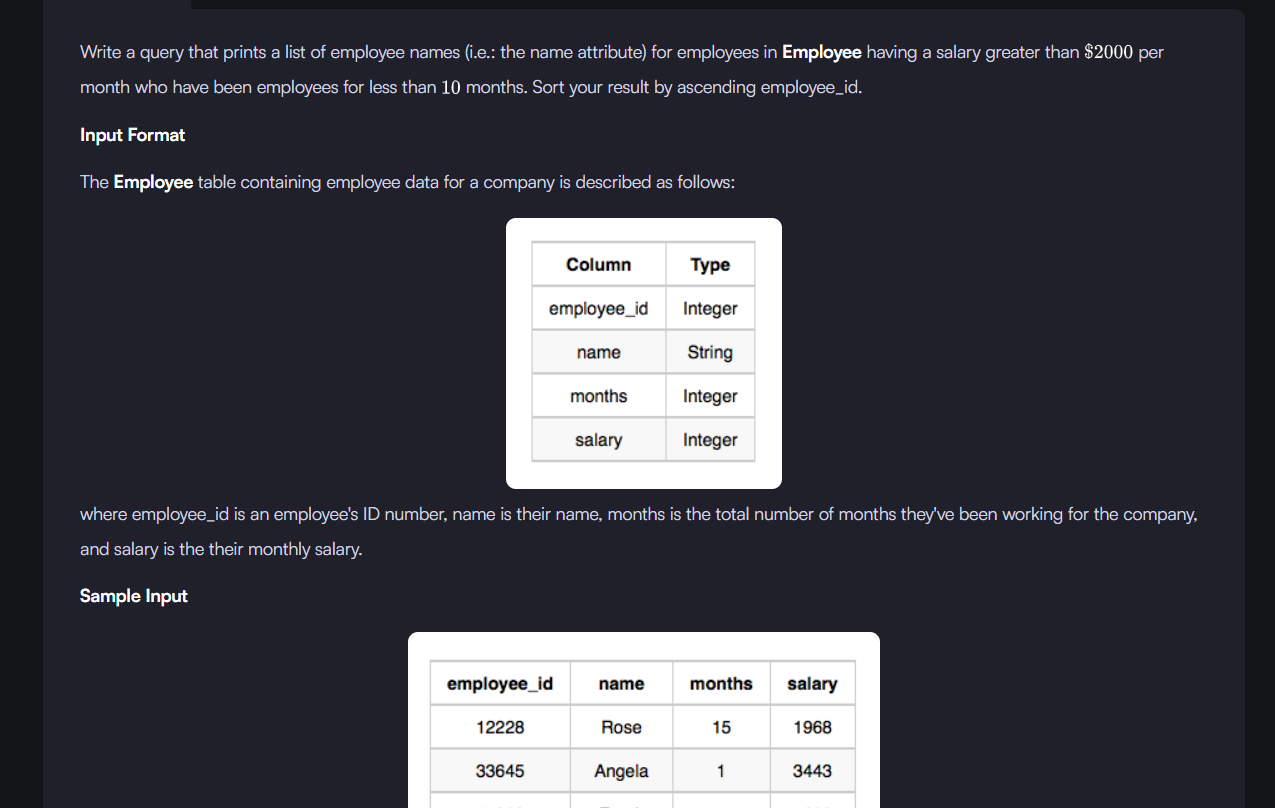 Write a query that prints a list of employee names (i.e.: the name attribute) for employees in Employee having a salary greater than $2000 per
month who have been employees for less than 10 months. Sort your result by ascending employee_id.
Input Format
The Employee table containing employee data for a company is described as follows:
Column Type
employee_id Integer
name String
months Integer
salary Integer
where employee_id is an employee's ID number, name is their name, months is the total number of months they've been working for the company,
and salary is the their monthly salary.
Sample Input
employee_id name months salary
12228 Rose 15 1968
33645 Angela 1 3443